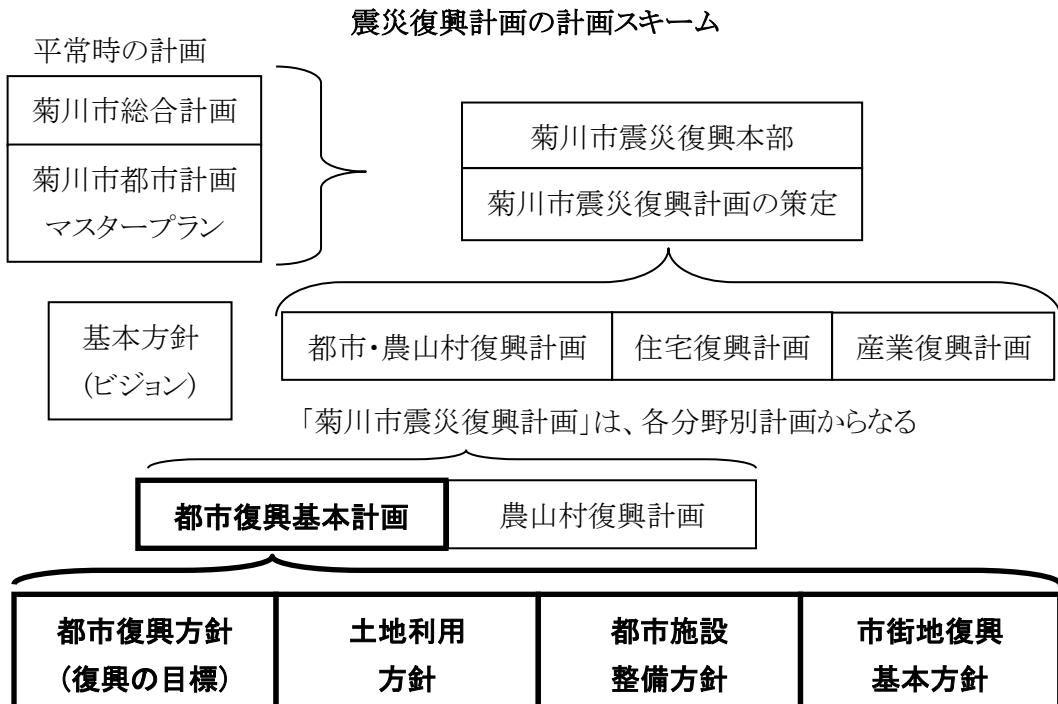 震災復興計画の計画スキーム
平常時の計画
菊川市総合計画
菊川市都市計画
マスタープラン
菊川市震災復興本部
菊川市震災復興計画の策定
基本方針
(ビジョン)
都市・農山村復興計画
住宅復興計画
産業復興計画
「菊川市震災復興計画」は、各分野別計画からなる
都市復興基本計画
農山村復興計画
都市復興方針
(復興の目標)
土地利用
方針
都市施設
整備方針
市街地復興
基本方針